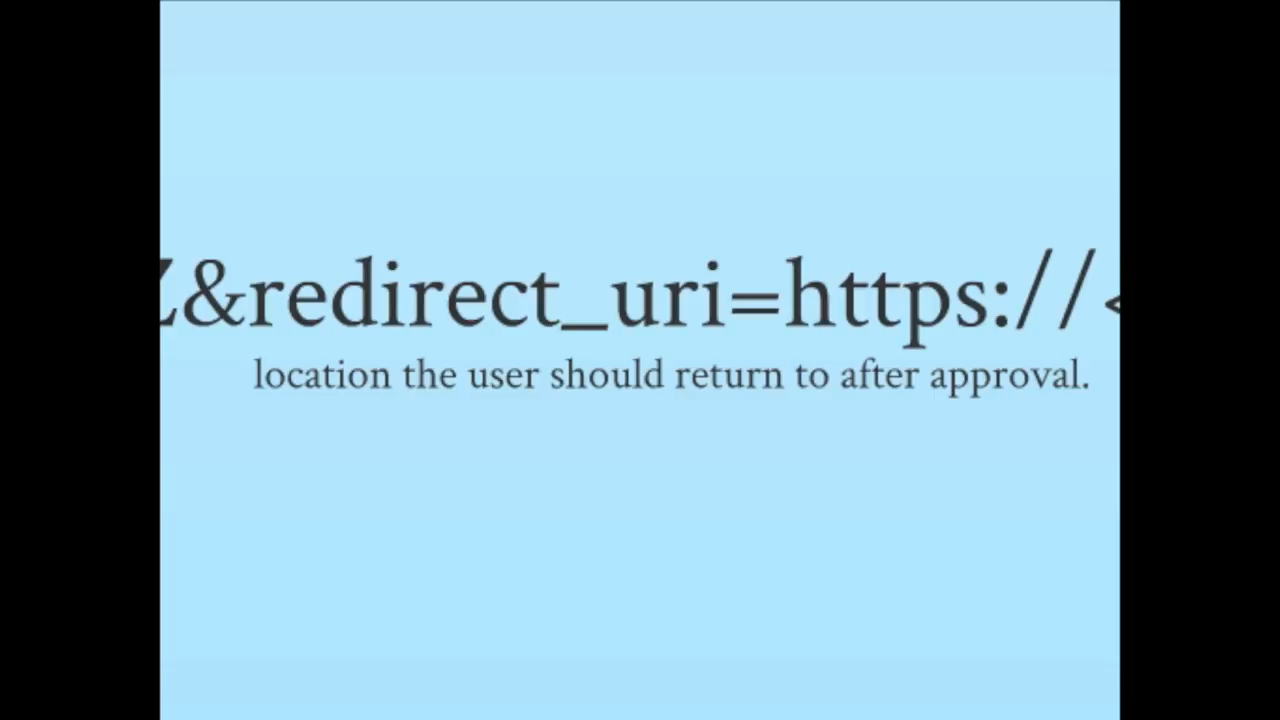 Z&redirect_uri=https://<
location the user should return to after approval.